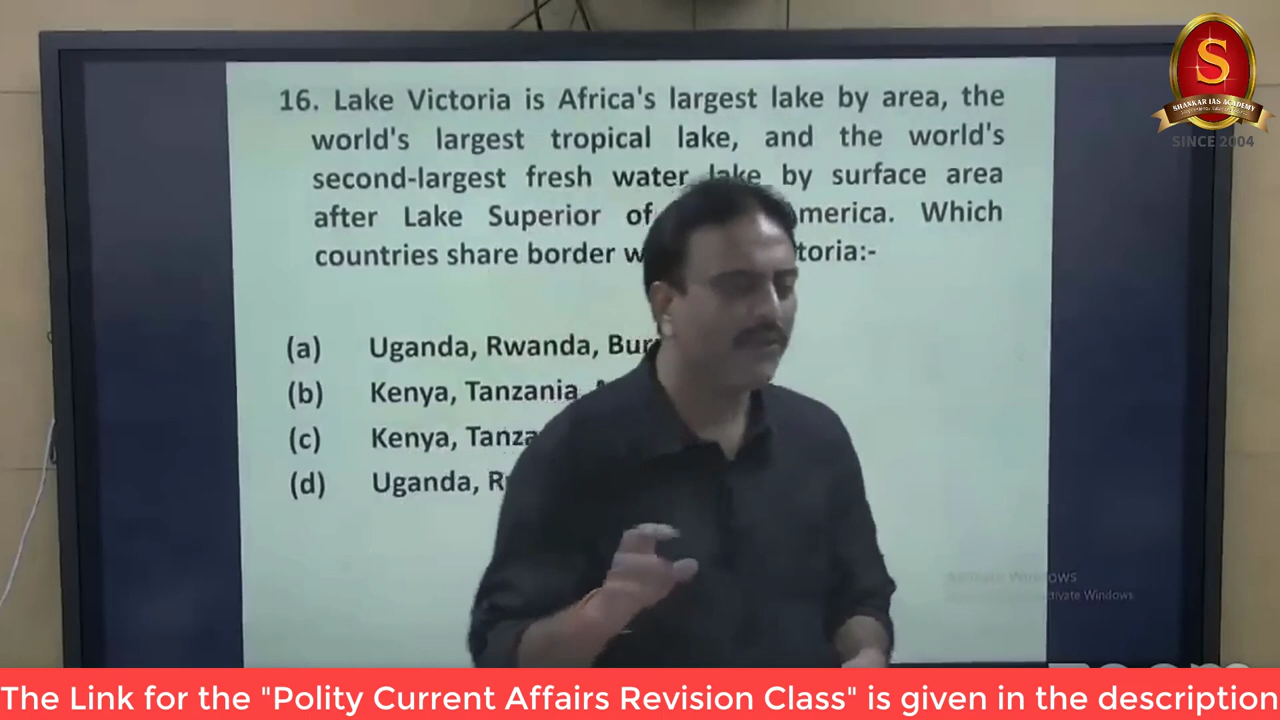 16. Lake Victoria is Africa's largest lake by area, the
world's largest tropical lake, and the world's
second-largest fresh water lake by surface area
after Lake Superior of merica. Which
countries share border w toria:-
(a) Uganda, Rwanda, Bur
(b) Kenya, Tanzania
(c) Kenya, Tanza
(d) Uganda, R
S
SHANKAR IAS ACADEMY
SINCE 2004
Activate Windows
ctivate Windows
The Link for the "Polity Current Affairs Revision Class" is given in the description